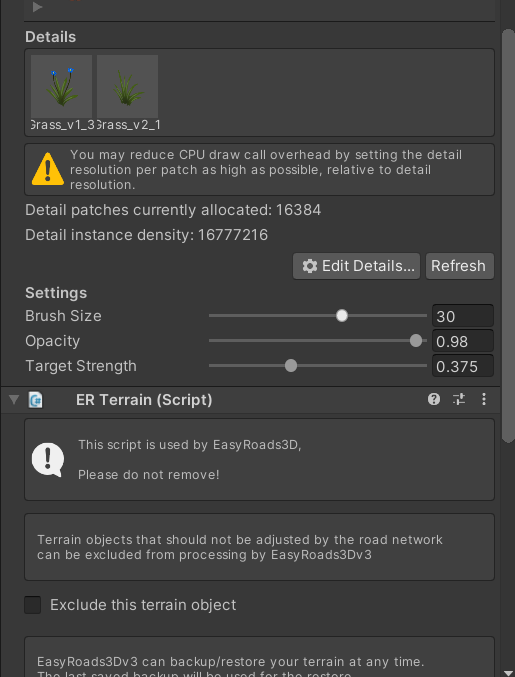 Details
Grass_v1_3 Grass_v2_1
You may reduce CPU draw call overhead by setting the detail
resolution per patch as high as possible, relative to detail
resolution.
Detail patches currently allocated: 16384
Detail instance density: 16777216
Edit Details... Refresh
Settings
Brush Size 30
Opacity 0.98
Target Strength 0.375
ER Terrain (Script)
This script is used by EasyRoads3D,
Please do not remove!
Terrain objects that should not be adjusted by the road network
can be excluded from processing by EasyRoads3Dv3
Exclude this terrain object
EasyRoads3Dv3 can backup/restore your terrain at any time.
The last saved backup will be used for the restore